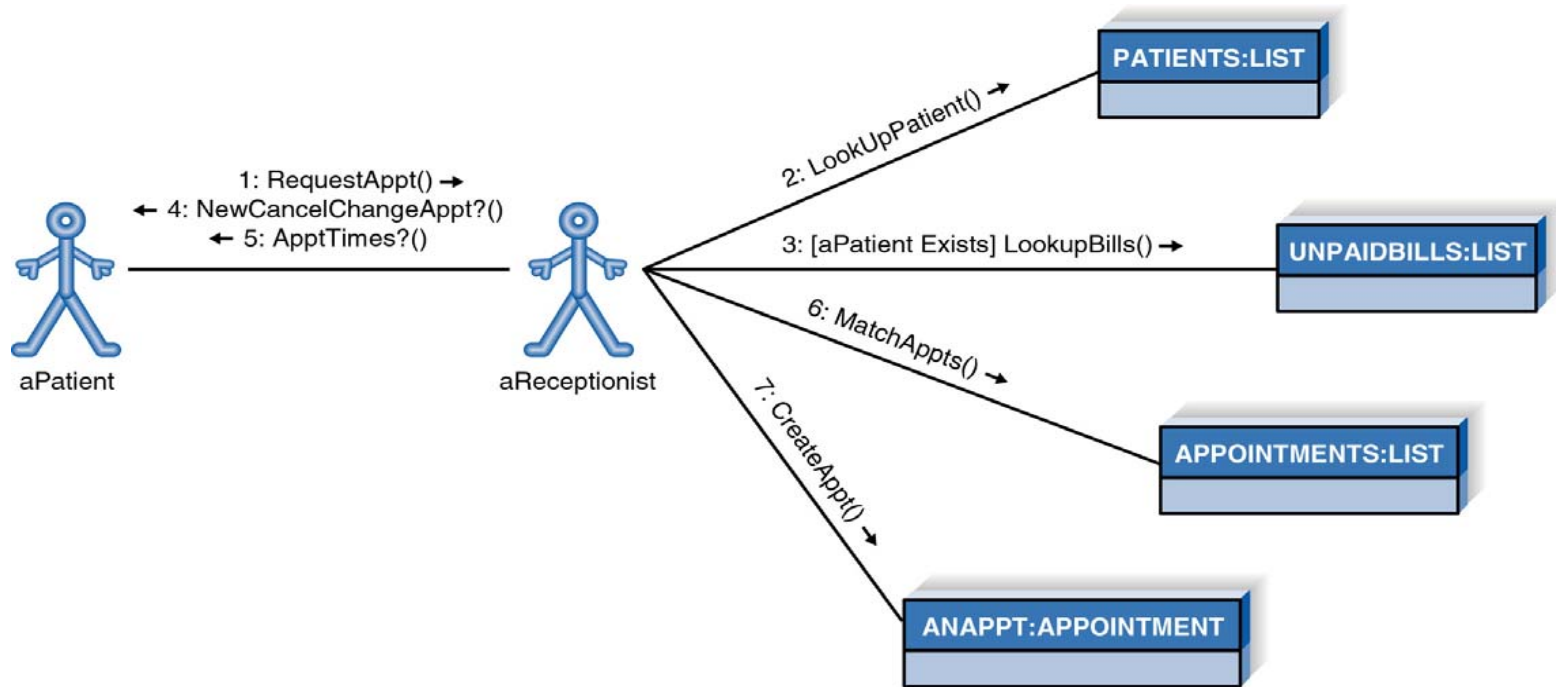 PATIENTS:LIST
2: LookUpPatient() →
1: RequestAppt() →
← 4: NewCancelChangeAppt?()
← 5: ApptTimes?()
3: [aPatient Exists] LookupBills() →
UNPAIDBILLS:LIST
6: MatchAppts() →
aPatient
aReceptionist
7: CreateAppt() →
APPOINTMENTS:LIST
ANAPPT:APPOINTMENT